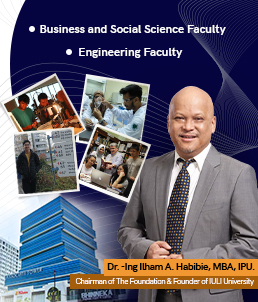 Business and Social Science Faculty
Engineering Faculty
BHINNEKA
Dr. -Ing Ilham A. Habibie, MBA, IPU.
Chairman of The Foundation & Founder of IULI University